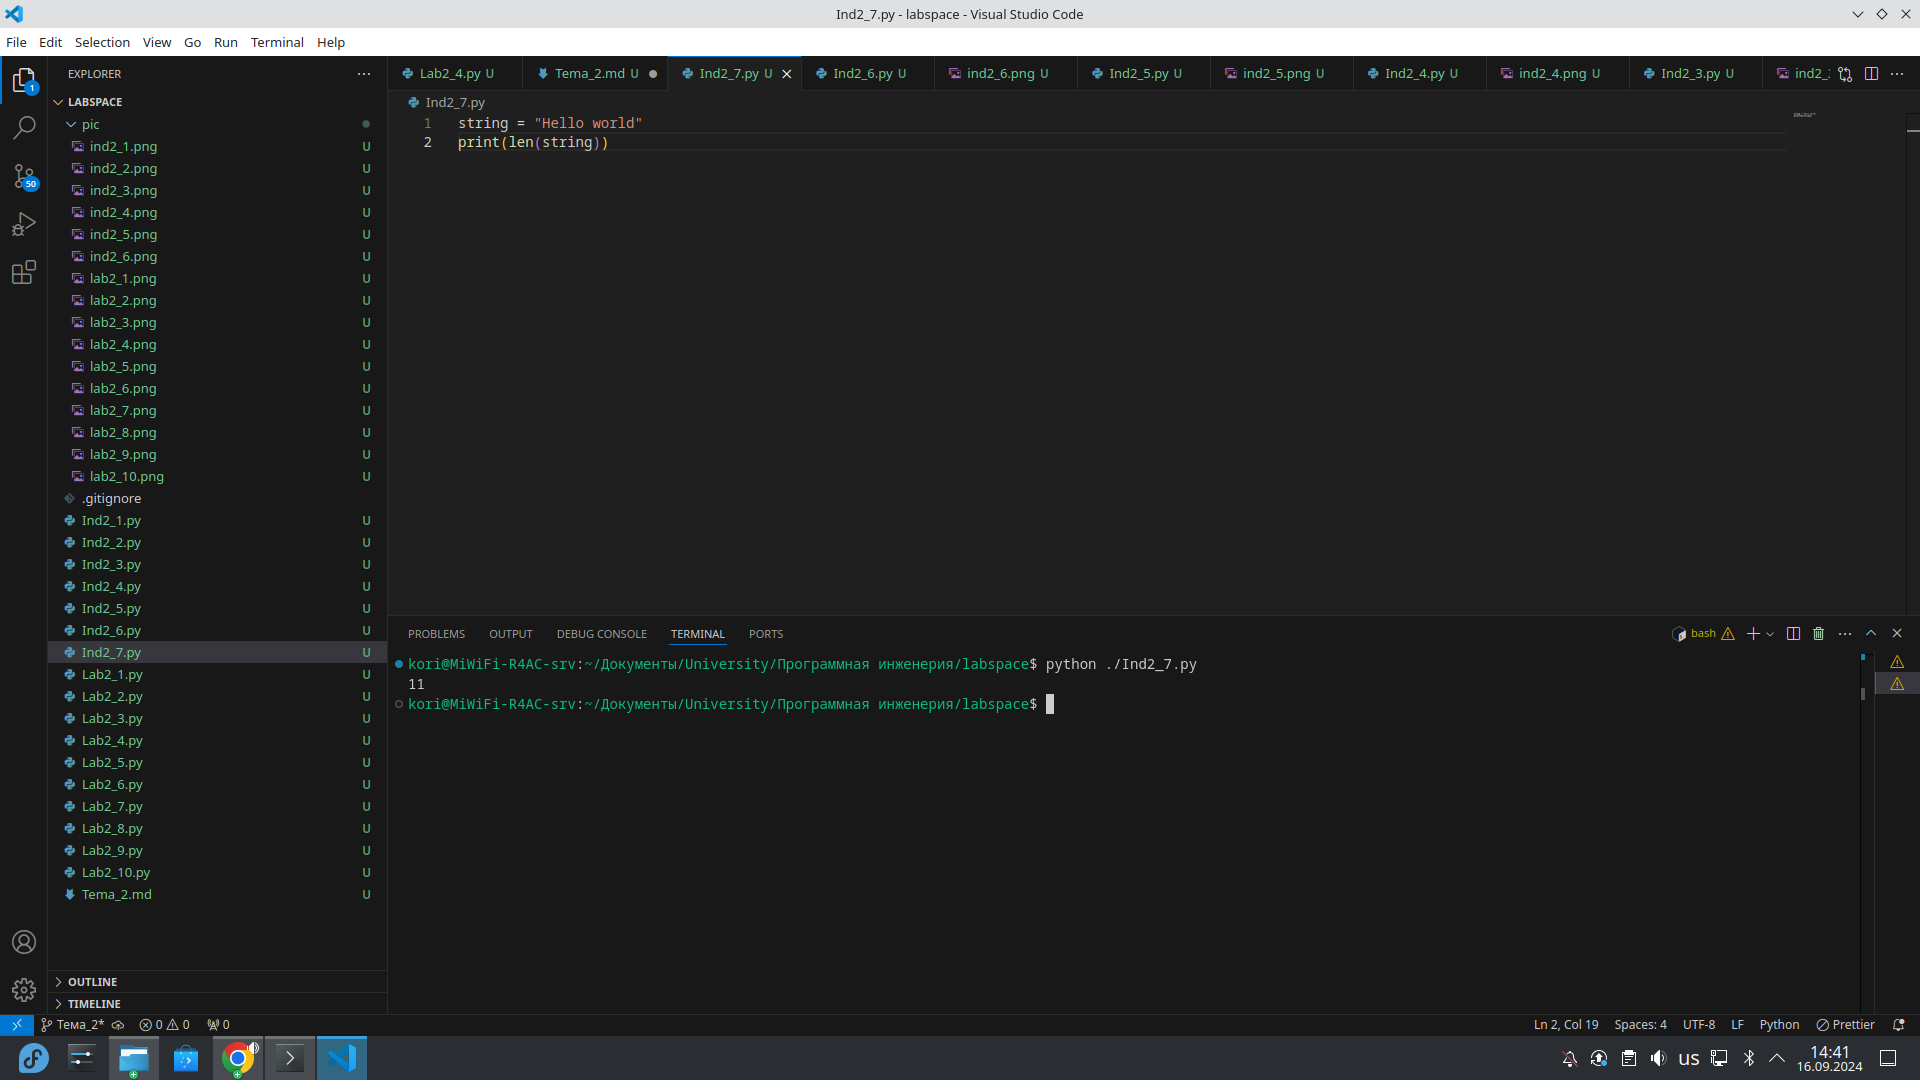 Ind2_7.py - labspace - Visual Studio Code
File Edit Selection View Go Run Terminal Help
EXPLORER
LABSPACE
pic
ind2_1.png U
ind2_2.png U
ind2_3.png U
ind2_4.png U
ind2_5.png U
ind2_6.png U
lab2_1.png U
lab2_2.png U
lab2_3.png U
lab2_4.png U
lab2_5.png U
lab2_6.png U
lab2_7.png U
lab2_8.png U
lab2_9.png U
lab2_10.png U
.gitignore
Ind2_1.py U
Ind2_2.py U
Ind2_3.py U
Ind2_4.py U
Ind2_5.py U
Ind2_6.py U
Ind2_7.py U
Lab2_1.py U
Lab2_2.py U
Lab2_3.py U
Lab2_4.py U
Lab2_5.py U
Lab2_6.py U
Lab2_7.py U
Lab2_8.py U
Lab2_9.py U
Lab2_10.py U
Tema_2.md U
OUTLINE
TIMELINE
1
50
Lab2_4.py U Tema_2.md U Ind2_7.py U Ind2_6.py U ind2_6.png U Ind2_5.py U ind2_5.png U Ind2_4.py U ind2_4.png U Ind2_3.py U ind2_
Ind2_7.py
1 string = "Hello world"
2 print(len(string))
PROBLEMS OUTPUT DEBUG CONSOLE TERMINAL PORTS
bash
kori@MiWiFi-R4AC-srv:~/Документы/University/Программная инженерия/labspace$ python ./Ind2_7.py
11
kori@MiWiFi-R4AC-srv:~/Документы/University/Программная инженерия/labspace$
Тема_2* 0 0 0
Ln 2, Col 19 Spaces: 4 UTF-8 LF Python Prettier
us
14:41
16.09.2024